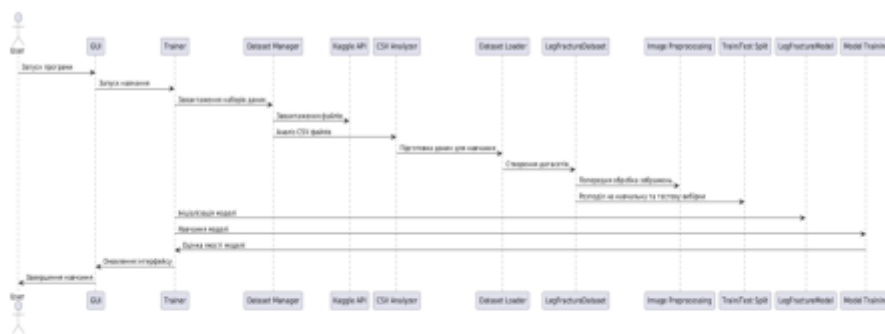 User
GUI
Trainer
Dataset Manager
Kaggle API
CSV Analyzer
Dataset Loader
LegFractureDataset
Image Preprocessing
Train/Test Split
LegFractureModel
Model Training
Запуск програми
Запуск навчання
Завантаження наборів даних
Завантаження файлів
Аналіз CSV файлів
Підготовка даних для навчання
Створення датасетів
Попередня обробка зображень
Розподіл на навчальну та тестову вибірки
Ініціалізація моделі
Навчання моделі
Оцінка якості моделі
Оновлення інтерфейсу
Завершення навчання
User
GUI
Trainer
Dataset Manager
Kaggle API
CSV Analyzer
Dataset Loader
LegFractureDataset
Image Preprocessing
Train/Test Split
LegFractureModel
Model Training